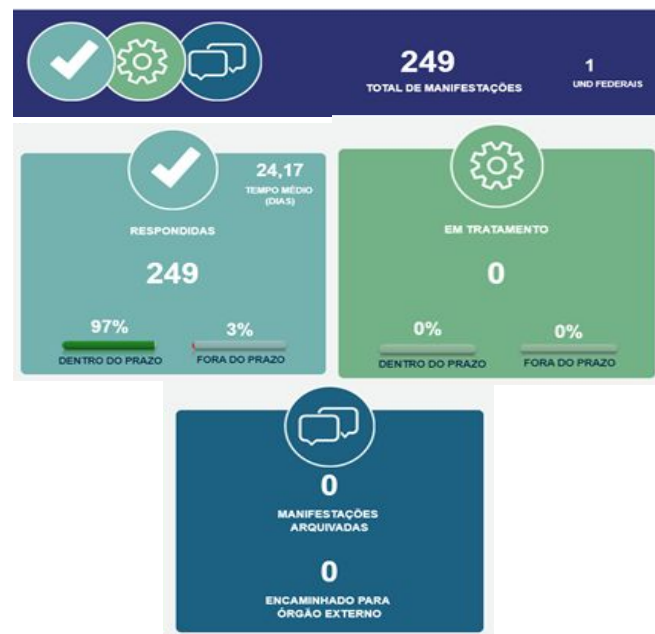 249
TOTAL DE MANIFESTAÇÕES
1
UND FEDERAIS
24,17
TEMPO MÉDIO
(DIAS)
RESPONDIDAS
249
97%
DENTRO DO PRAZO
3%
FORA DO PRAZO
EM TRATAMENTO
0
0%
DENTRO DO PRAZO
0%
FORA DO PRAZO
0
MANIFESTAÇÕES
ARQUIVADAS
0
ENCAMINHADO PARA
ÓRGÃO EXTERNO